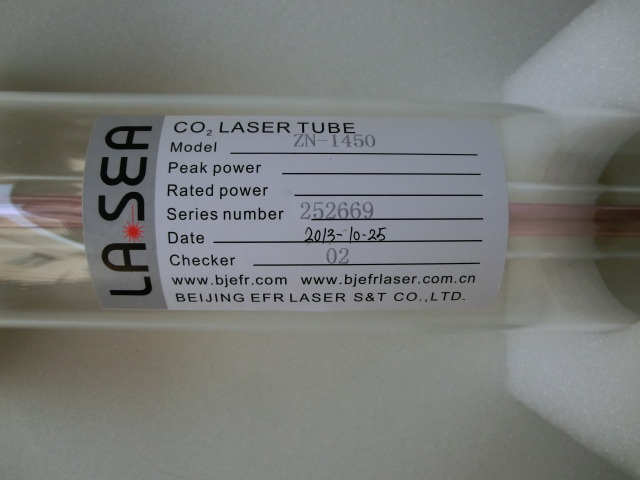 LASEA
CO₂ LASER TUBE
Model ZN-1450
Peak power
Rated power
Series number 252669
Date 2013-10-25
Checker 02
www.bjefr.com www.bjefrlaser.com.cn
BEIJING EFR LASER S&T CO.,LTD.